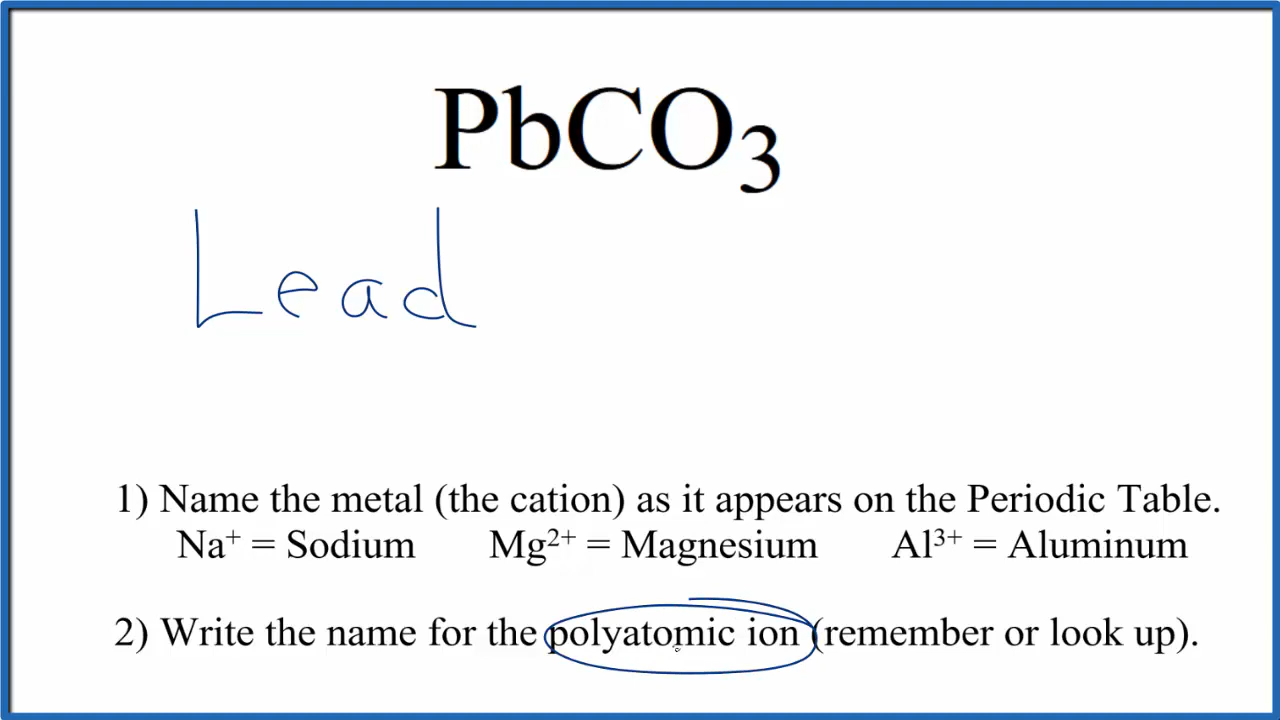 PbCO₃
Lead
1) Name the metal (the cation) as it appears on the Periodic Table.
Na⁺ = Sodium Mg²⁺ = Magnesium Al³⁺ = Aluminum
2) Write the name for the polyatomic ion (remember or look up).